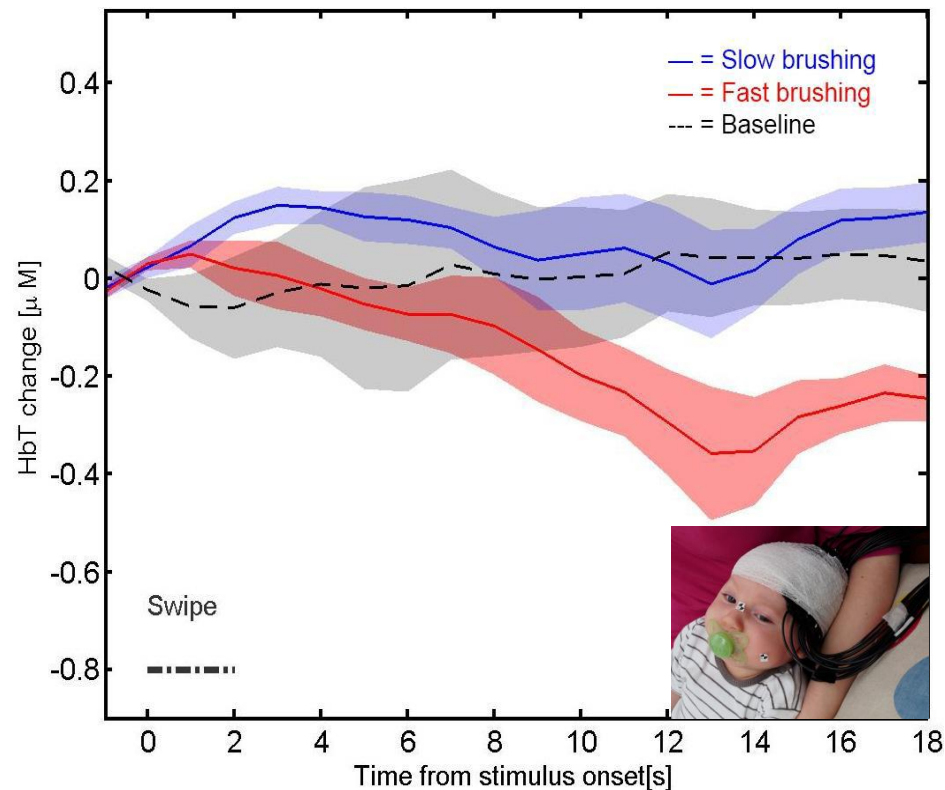 0.4
0.2
0
-0.2
-0.4
-0.6
-0.8
HbT change [μ M]
= Slow brushing
= Fast brushing
= Baseline
Swipe
0 2 4 6 8 10 12 14 16 18
Time from stimulus onset[s]